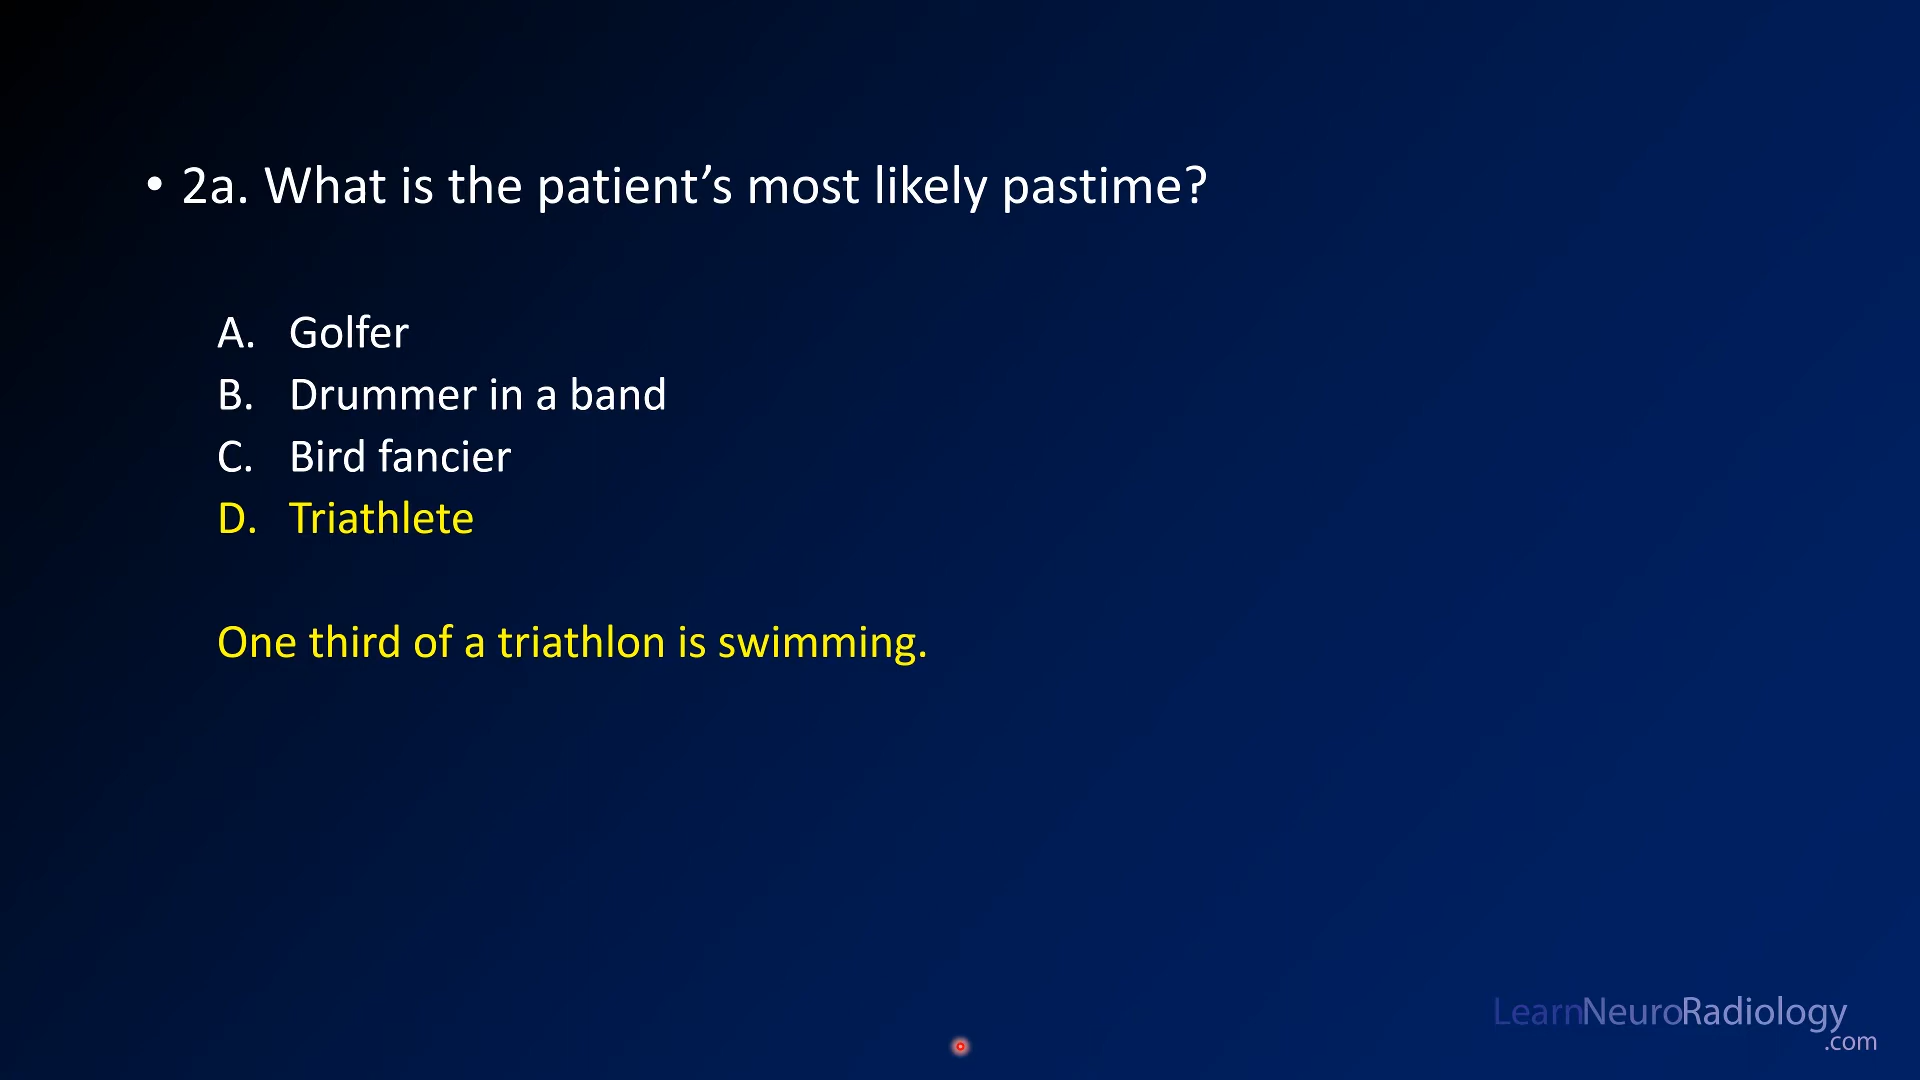 • 2a. What is the patient’s most likely pastime?
A. Golfer
B. Drummer in a band
C. Bird fancier
D. Triathlete
One third of a triathlon is swimming.
LearnNeuroRadiology
.com